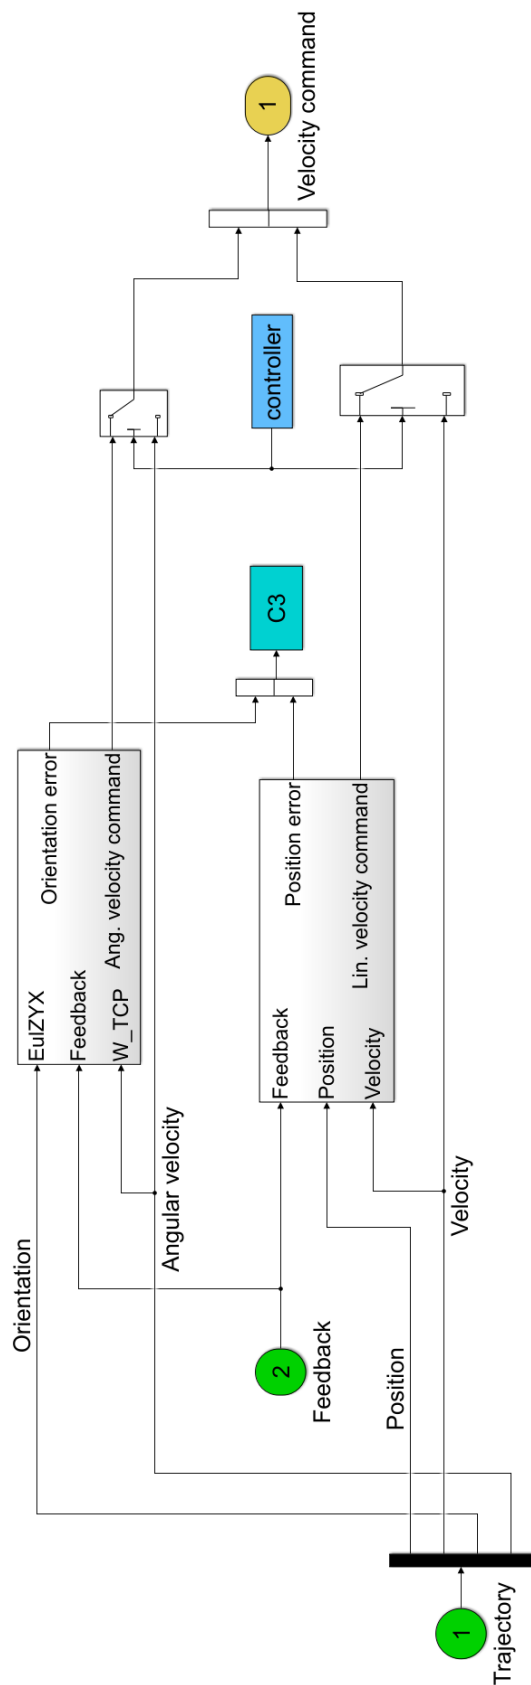 Trajectory
1
Orientation
Angular velocity
2
Feedback
Position
Velocity
EulZYX
Feedback
W_TCP
Orientation error
Ang. velocity command
Feedback
Position
Velocity
Position error
Lin. velocity command
C3
controller
1
Velocity command